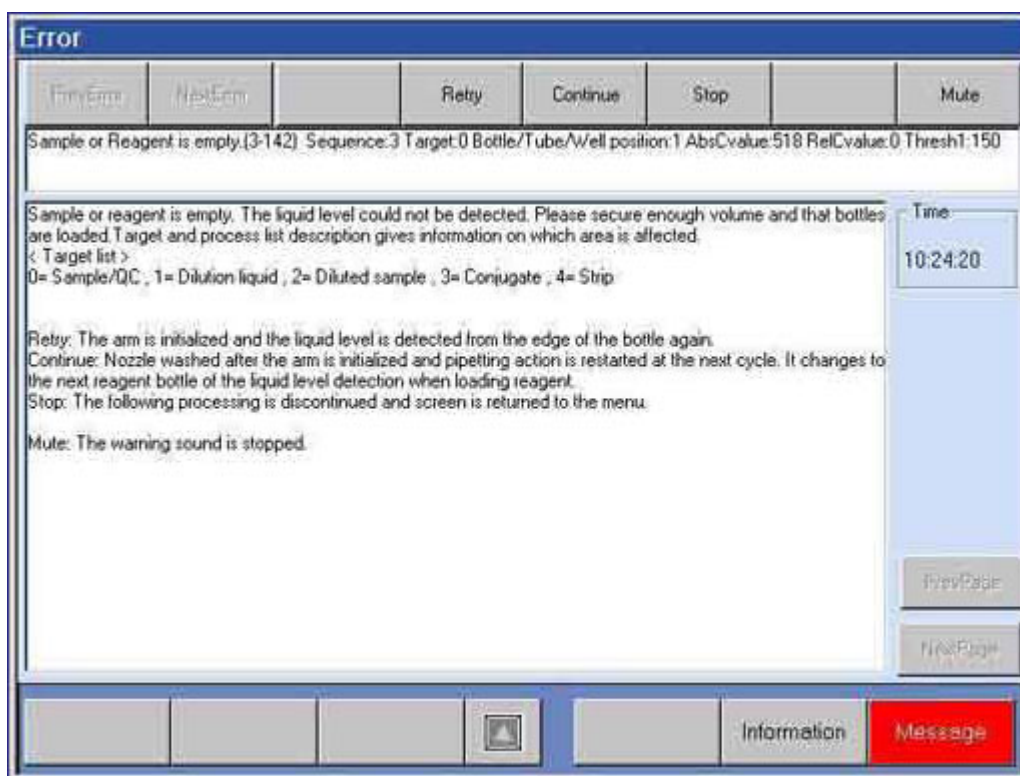 Error
PrevError NextError Retry Continue Stop Mute
Sample or Reagent is empty.(3-142) Sequence:3 Target:0 Bottle/Tube/Well position:1 AbsCvalue:518 RelCvalue:0 Thresh1:150
Sample or reagent is empty. The liquid level could not be detected. Please secure enough volume and that bottles
are loaded.Target and process list description gives information on which area is affected.
< Target list >
0= Sample/QC , 1= Dilution liquid , 2= Diluted sample , 3= Conjugate , 4= Strip
Retry: The arm is initialized and the liquid level is detected from the edge of the bottle again.
Continue: Nozzle washed after the arm is initialized and pipetting action is restarted at the next cycle. It changes to
the next reagent bottle of the liquid level detection when loading reagent.
Stop: The following processing is discontinued and screen is returned to the menu.
Mute: The warning sound is stopped.
Time
10:24:20
PrevPage
NextPage
Information Message